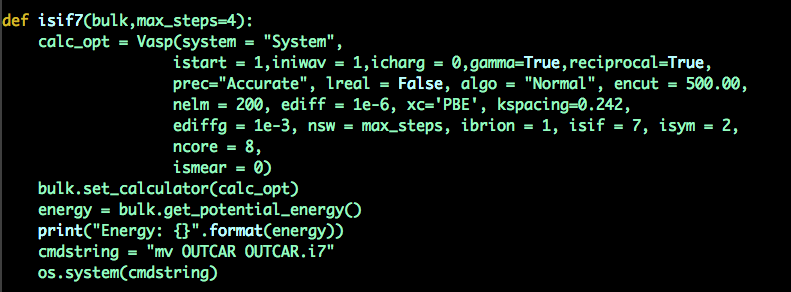 def isif7(bulk,max_steps=4):
    calc_opt = Vasp(system = "System",
                    istart = 1,iniwav = 1,icharg = 0,gamma=True,reciprocal=True,
                    prec="Accurate", lreal = False, algo = "Normal", encut = 500.00,
                    nelm = 200, ediff = 1e-6, xc='PBE', kspacing=0.242,
                    ediffg = 1e-3, nsw = max_steps, ibrion = 1, isif = 7, isym = 2,
                    ncore = 8,
                    ismear = 0)
    bulk.set_calculator(calc_opt)
    energy = bulk.get_potential_energy()
    print("Energy: {}".format(energy))
    cmdstring = "mv OUTCAR OUTCAR.i7"
    os.system(cmdstring)